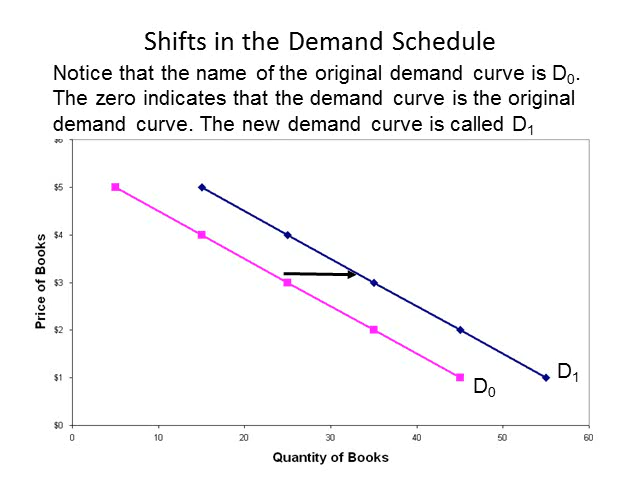 Shifts in the Demand Schedule
Notice that the name of the original demand curve is D₀.
The zero indicates that the demand curve is the original
demand curve. The new demand curve is called D₁
$6
$5
$4
$3
$2
$1
$0
Price of Books
D₀
D₁
0 10 20 30 40 50 60
Quantity of Books